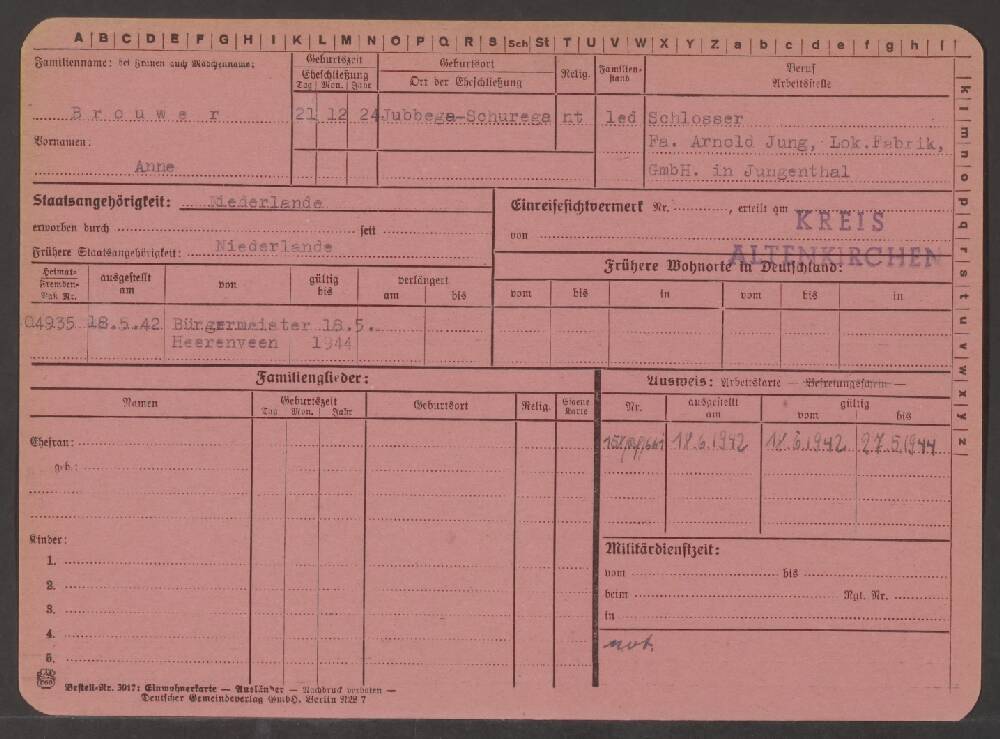 A B C D E F G H I K L M N O P Q R S Sch St T U V W X Y Z a b c d e f g h i
k l m n o p q r s t u v w x y z
Familienname: bei Frauen auch Mädchenname:
Geburtszeit
Eheschließung
Tag Mon. Jahr
Geburtsort
Ort der Eheschließung
Relig.
Familien-
stand
Beruf
Arbeitsstelle
Brouwer 21 12 24 Jubbega-Schurega nt led Schlosser
Vornamen:
Fa. Arnold Jung, Lok.Fabrik,
Anne
GmbH. in Jungenthal
Staatsangehörigkeit: Niederlande
Einreisesichtvermerk Nr. , erteilt am
erworben durch seit
von
KREIS
ALTENKIRCHEN
Frühere Staatsangehörigkeit: Niederlande
Frühere Wohnorte in Deutschland:
Heimat-
Fremden-
Paß Nr.
ausgestellt
am
von
gültig
bis
verlängert
am bis
vom bis in vom bis in
04935 18.5.42 Bürgermeister 18.5.
Heerenveen 1944
Familienglieder:
Ausweis: Arbeitskarte — Befreiungsschein —
Namen
Geburtszeit
Tag Mon. Jahr
Geburtsort
Relig.
Eigene
Karte
Nr.
ausgestellt
am
gültig
vom bis
Ehefrau:
18.6.1942 18.6.1942 27.5.1944
geb.:
Kinder:
1.
2.
3.
4.
5.
Militärdienstzeit:
vom bis
beim Rgt. Nr.
in
Bestell-Nr. 3017: Einwohnerkarte — Ausländer — Nachdruck verboten —
Deutscher Gemeindeverlag GmbH, Berlin NW 7